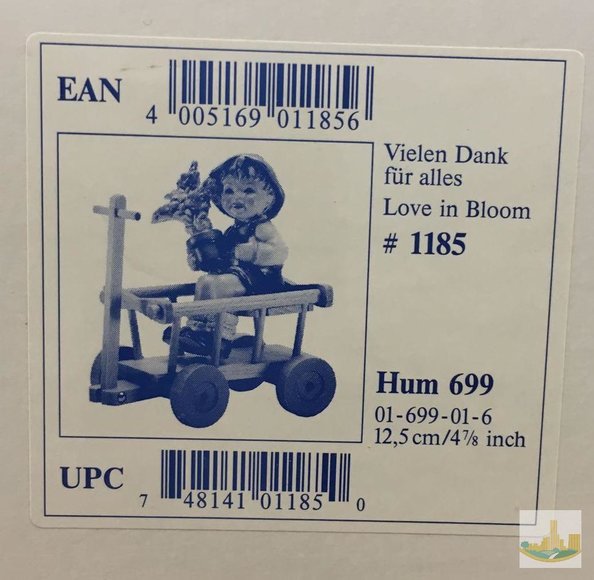 EAN
4 005169 011856
Vielen Dank
für alles
Love in Bloom
# 1185
Hum 699
01-699-01-6
12,5 cm/4⅞ inch
UPC
7 48141 01185 0